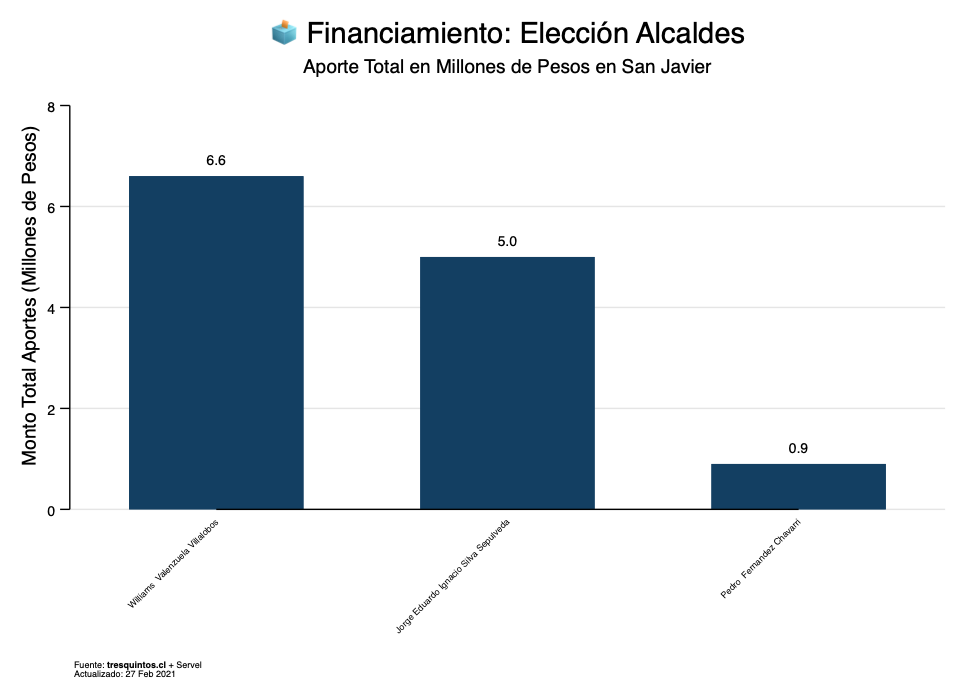 Financiamiento: Elección Alcaldes
Aporte Total en Millones de Pesos en San Javier
Monto Total Aportes (Millones de Pesos)
8
6
4
2
0
6.6
5.0
0.9
Williams Valenzuela Villalobos
Jorge Eduardo Ignacio Silva Sepulveda
Pedro Fernandez Chavarri
Fuente: tresquintos.cl + Servel
Actualizado: 27 Feb 2021